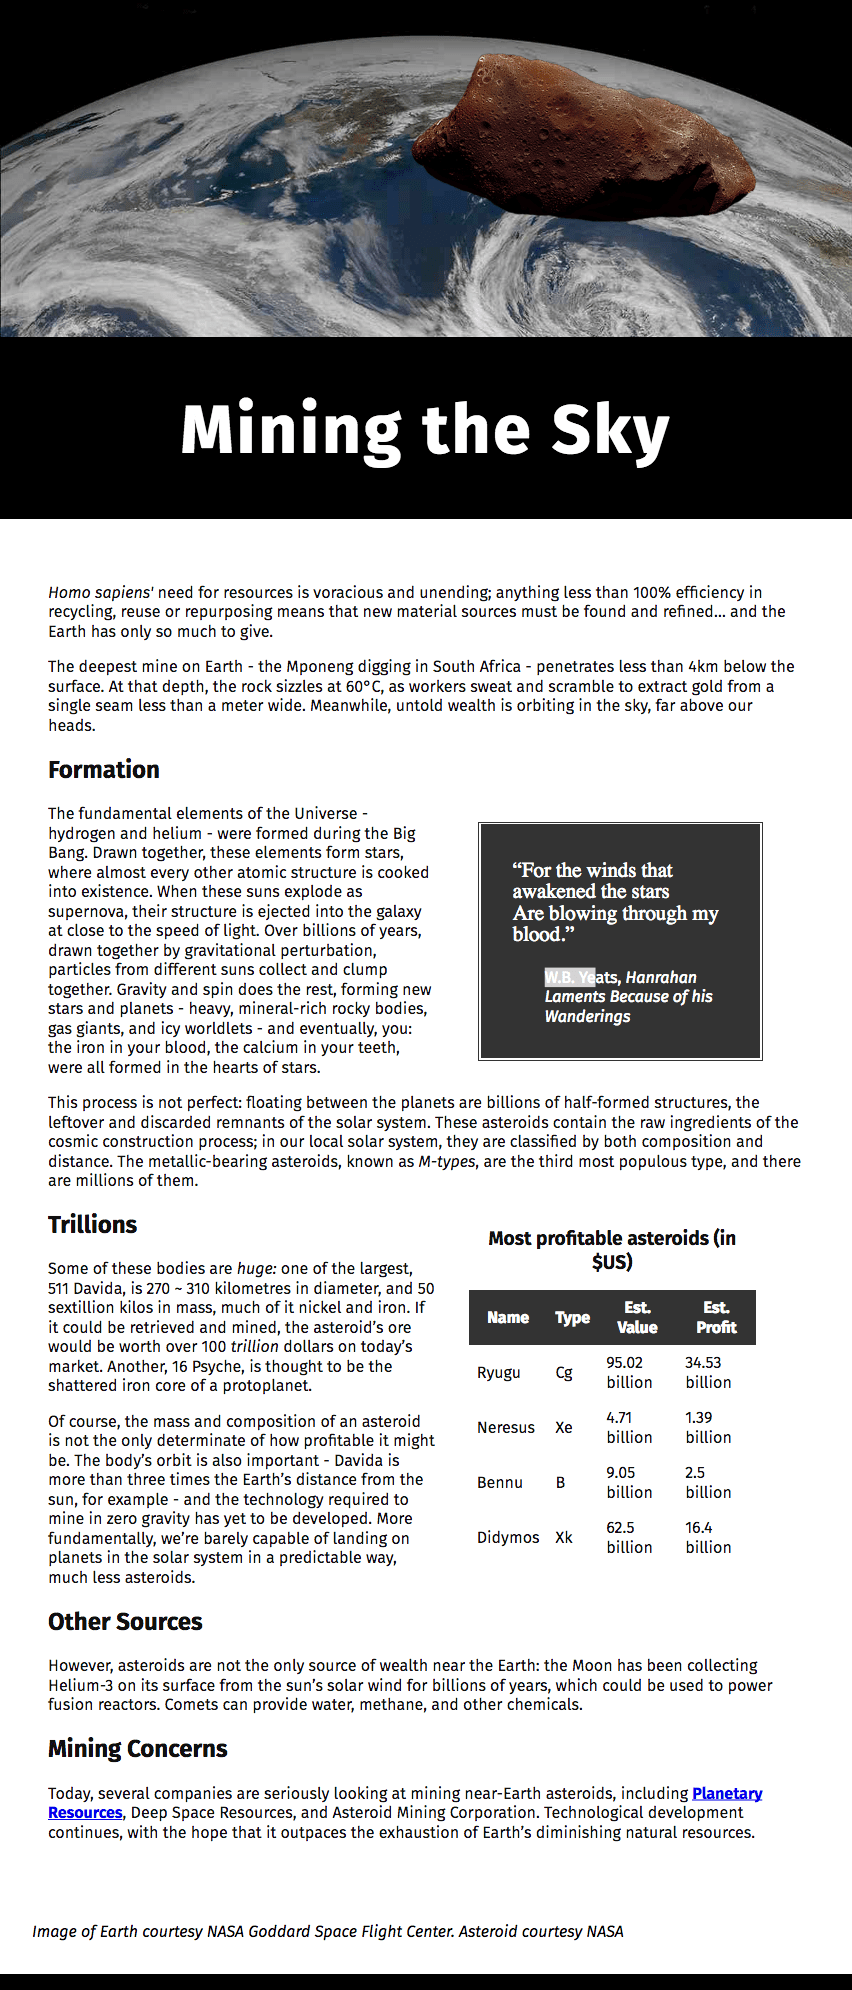 Mining the Sky
Homo sapiens' need for resources is voracious and unending; anything less than 100% efficiency in
recycling, reuse or repurposing means that new material sources must be found and refined… and the
Earth has only so much to give.
The deepest mine on Earth - the Mponeng digging in South Africa - penetrates less than 4km below the
surface. At that depth, the rock sizzles at 60°C, as workers sweat and scramble to extract gold from a
single seam less than a meter wide. Meanwhile, untold wealth is orbiting in the sky, far above our
heads.
Formation
The fundamental elements of the Universe -
hydrogen and helium - were formed during the Big
Bang. Drawn together, these elements form stars,
where almost every other atomic structure is cooked
into existence. When these suns explode as
supernova, their structure is ejected into the galaxy
at close to the speed of light. Over billions of years,
drawn together by gravitational perturbation,
particles from different suns collect and clump
together. Gravity and spin does the rest, forming new
stars and planets - heavy, mineral-rich rocky bodies,
gas giants, and icy worldlets - and eventually, you:
the iron in your blood, the calcium in your teeth,
were all formed in the hearts of stars.
“For the winds that
awakened the stars
Are blowing through my
blood.”
W.B. Yeats, Hanrahan
Laments Because of his
Wanderings
This process is not perfect: floating between the planets are billions of half-formed structures, the
leftover and discarded remnants of the solar system. These asteroids contain the raw ingredients of the
cosmic construction process; in our local solar system, they are classified by both composition and
distance. The metallic-bearing asteroids, known as M-types, are the third most populous type, and there
are millions of them.
Trillions
Some of these bodies are huge: one of the largest,
511 Davida, is 270 ~ 310 kilometres in diameter, and 50
sextillion kilos in mass, much of it nickel and iron. If
it could be retrieved and mined, the asteroid’s ore
would be worth over 100 trillion dollars on today’s
market. Another, 16 Psyche, is thought to be the
shattered iron core of a protoplanet.
Of course, the mass and composition of an asteroid
is not the only determinate of how profitable it might
be. The body’s orbit is also important - Davida is
more than three times the Earth’s distance from the
sun, for example - and the technology required to
mine in zero gravity has yet to be developed. More
fundamentally, we’re barely capable of landing on
planets in the solar system in a predictable way,
much less asteroids.
Most profitable asteroids (in
$US)
Name Type Est. Value Est. Profit
Ryugu Cg 95.02 billion 34.53 billion
Neresus Xe 4.71 billion 1.39 billion
Bennu B 9.05 billion 2.5 billion
Didymos Xk 62.5 billion 16.4 billion
Other Sources
However, asteroids are not the only source of wealth near the Earth: the Moon has been collecting
Helium-3 on its surface from the sun’s solar wind for billions of years, which could be used to power
fusion reactors. Comets can provide water, methane, and other chemicals.
Mining Concerns
Today, several companies are seriously looking at mining near-Earth asteroids, including Planetary
Resources, Deep Space Resources, and Asteroid Mining Corporation. Technological development
continues, with the hope that it outpaces the exhaustion of Earth’s diminishing natural resources.
Image of Earth courtesy NASA Goddard Space Flight Center. Asteroid courtesy NASA